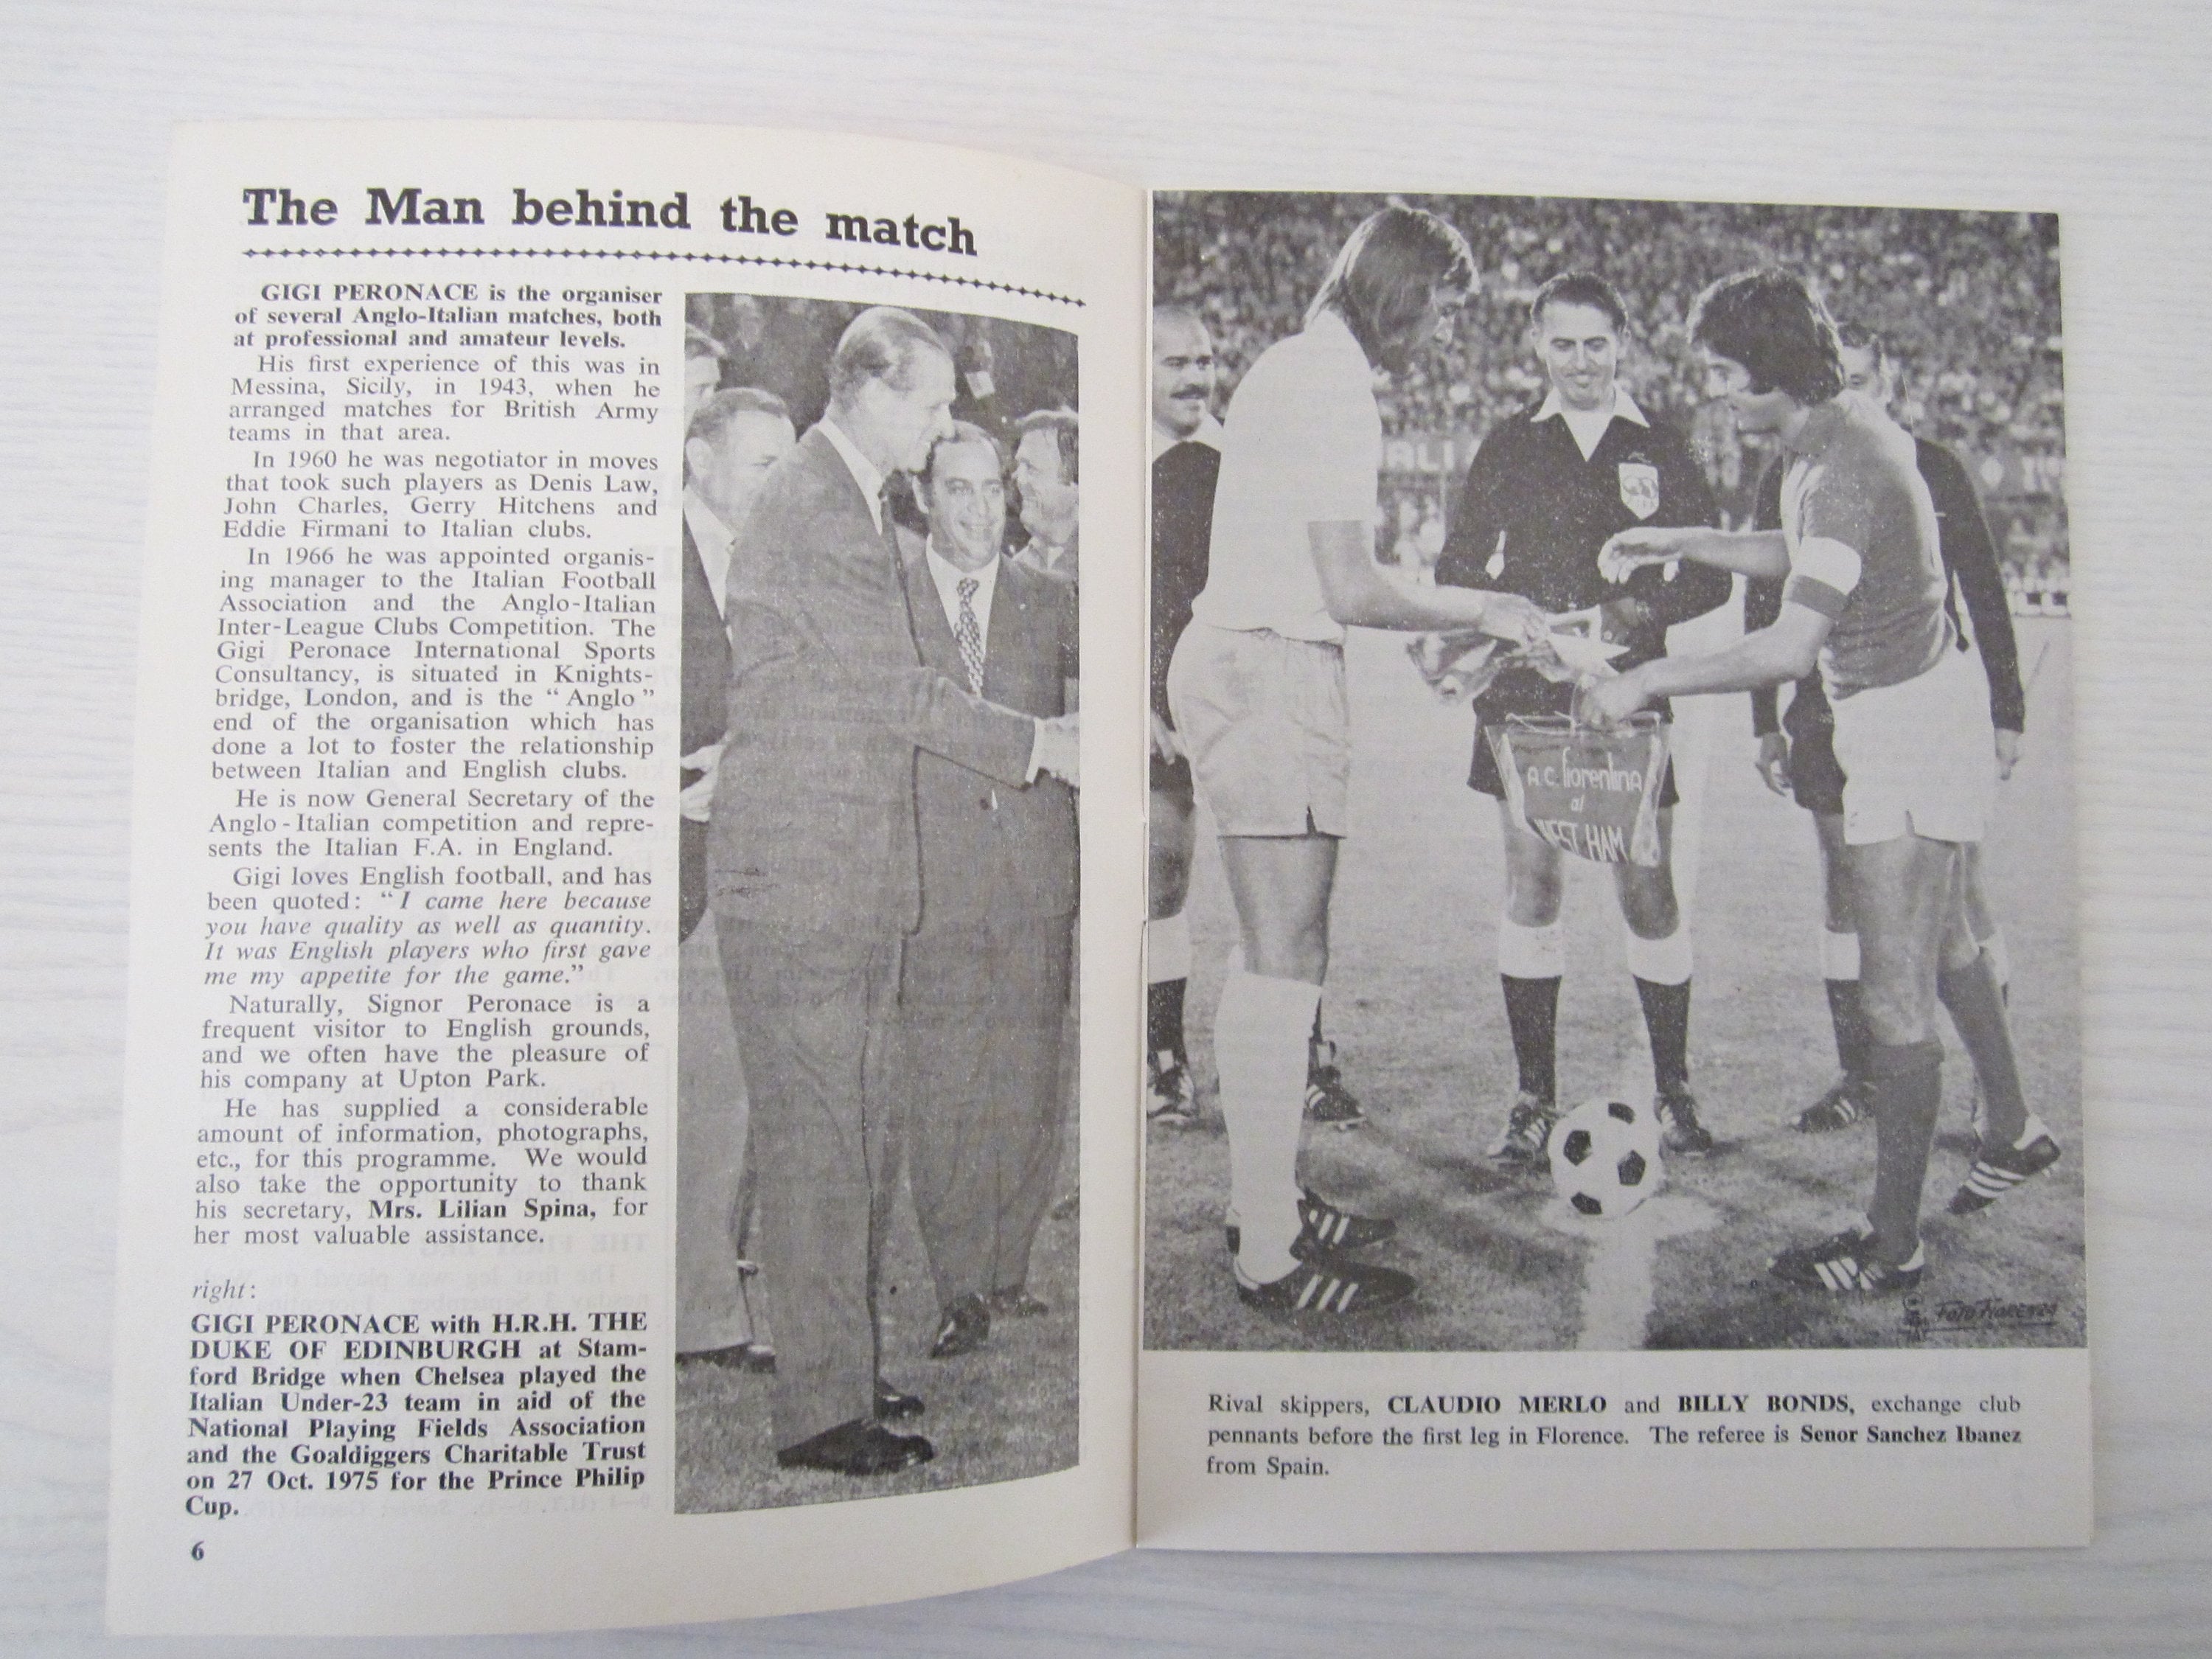 The Man behind the match
GIGI PERONACE is the organiser
of several Anglo-Italian matches, both
at professional and amateur levels.
His first experience of this was in
Messina, Sicily, in 1943, when he
arranged matches for British Army
teams in that area.
In 1960 he was negotiator in moves
that took such players as Denis Law,
John Charles, Gerry Hitchens and
Eddie Firmani to Italian clubs.
In 1966 he was appointed organis-
ing manager to the Italian Football
Association and the Anglo-Italian
Inter-League Clubs Competition. The
Gigi Peronace International Sports
Consultancy, is situated in Knights-
bridge, London, and is the "Anglo"
end of the organisation which has
done a lot to foster the relationship
between Italian and English clubs.
He is now General Secretary of the
Anglo-Italian competition and repre-
sents the Italian F.A. in England.
Gigi loves English football, and has
been quoted: "I came here because
you have quality as well as quantity.
It was English players who first gave
me my appetite for the game."
Naturally, Signor Peronace is a
frequent visitor to English grounds,
and we often have the pleasure of
his company at Upton Park.
He has supplied a considerable
amount of information, photographs,
etc., for this programme. We would
also take the opportunity to thank
his secretary, Mrs. Lilian Spina, for
her most valuable assistance.
right:
GIGI PERONACE with H.R.H. THE
DUKE OF EDINBURGH at Stam-
ford Bridge when Chelsea played the
Italian Under-23 team in aid of the
National Playing Fields Association
and the Goaldiggers Charitable Trust
on 27 Oct. 1975 for the Prince Philip
Cup.
6
A.C. fiorentina
al
WEST HAM
Rival skippers, CLAUDIO MERLO and BILLY BONDS, exchange club
pennants before the first leg in Florence. The referee is Senor Sanchez Ibanez
from Spain.